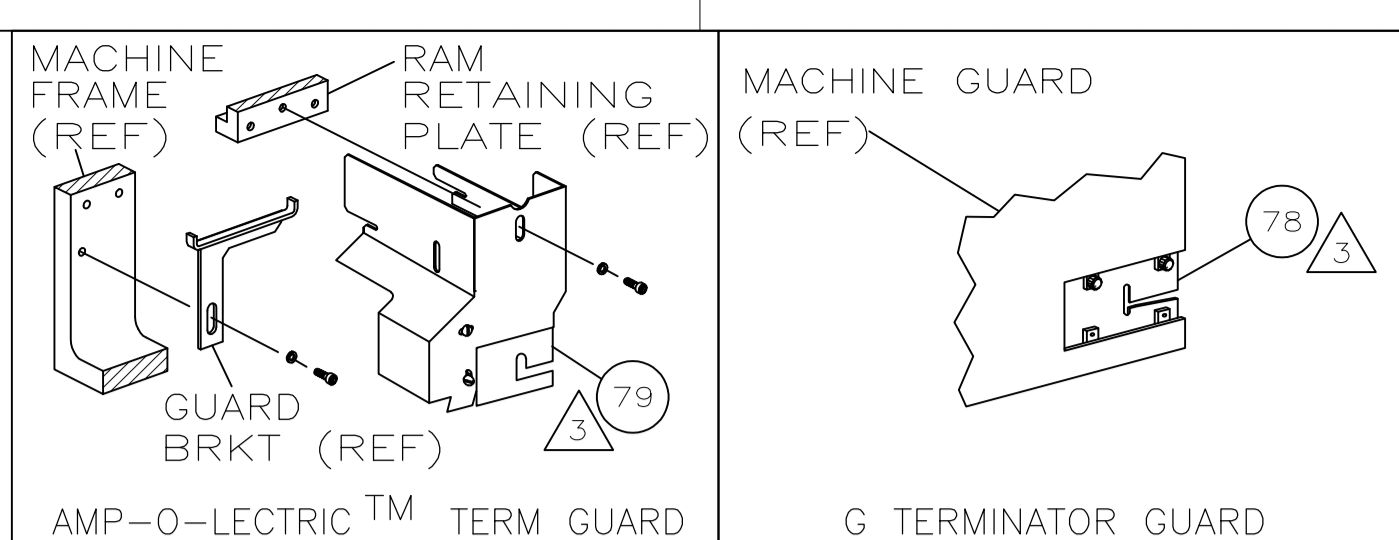 MACHINE
FRAME
(REF)
RAM
RETAINING
PLATE (REF)
GUARD
BRKT (REF)
79
3
AMP-O-LECTRIC TM TERM GUARD
MACHINE GUARD
(REF)
78
3
G TERMINATOR GUARD